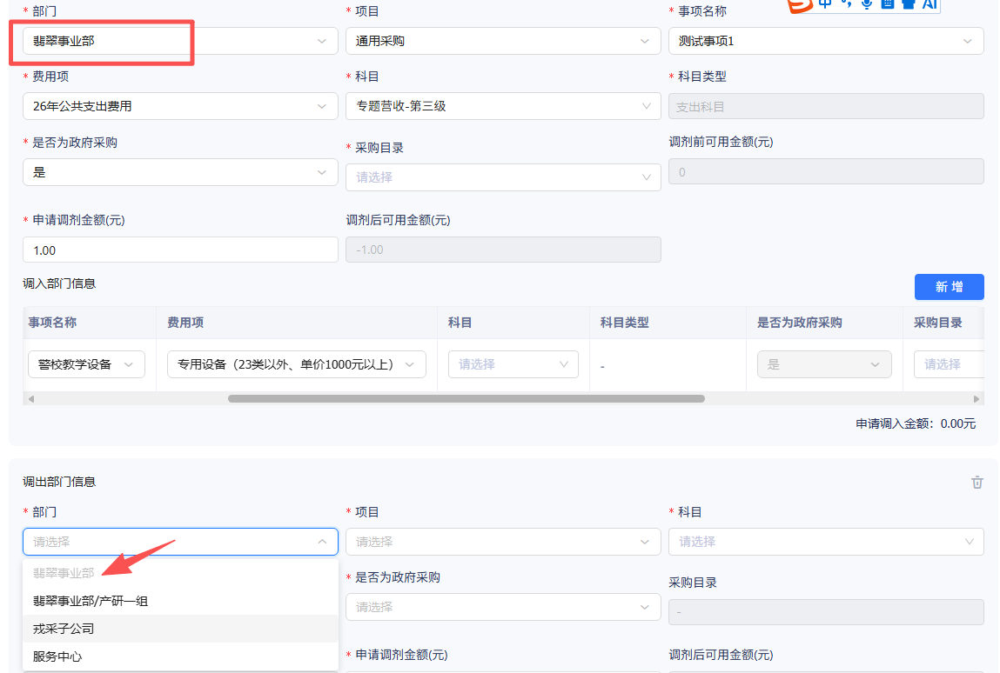 * 部门 * 项目 * 事项名称 中 AI
翡翠事业部 通用采购 测试事项1
* 费用项 * 科目 * 科目类型
26年公共支出费用 专题营收-第三级 支出科目
* 是否为政府采购 * 采购目录 调剂前可用金额(元)
是 请选择 0
* 申请调剂金额(元) 调剂后可用金额(元)
1.00 -1.00
调入部门信息 新 增
事项名称 费用项 科目 科目类型 是否为政府采购 采购目录
警校教学设备 专用设备（23类以外、单价1000元以上） 请选择 - 是 请选择
申请调入金额：0.00元
调出部门信息
* 部门 * 项目 * 科目
请选择 请选择 请选择
翡翠事业部 * 是否为政府采购 采购目录
翡翠事业部/产研一组 请选择 -
戎采子公司
服务中心 * 申请调剂金额(元) 调剂后可用金额(元)